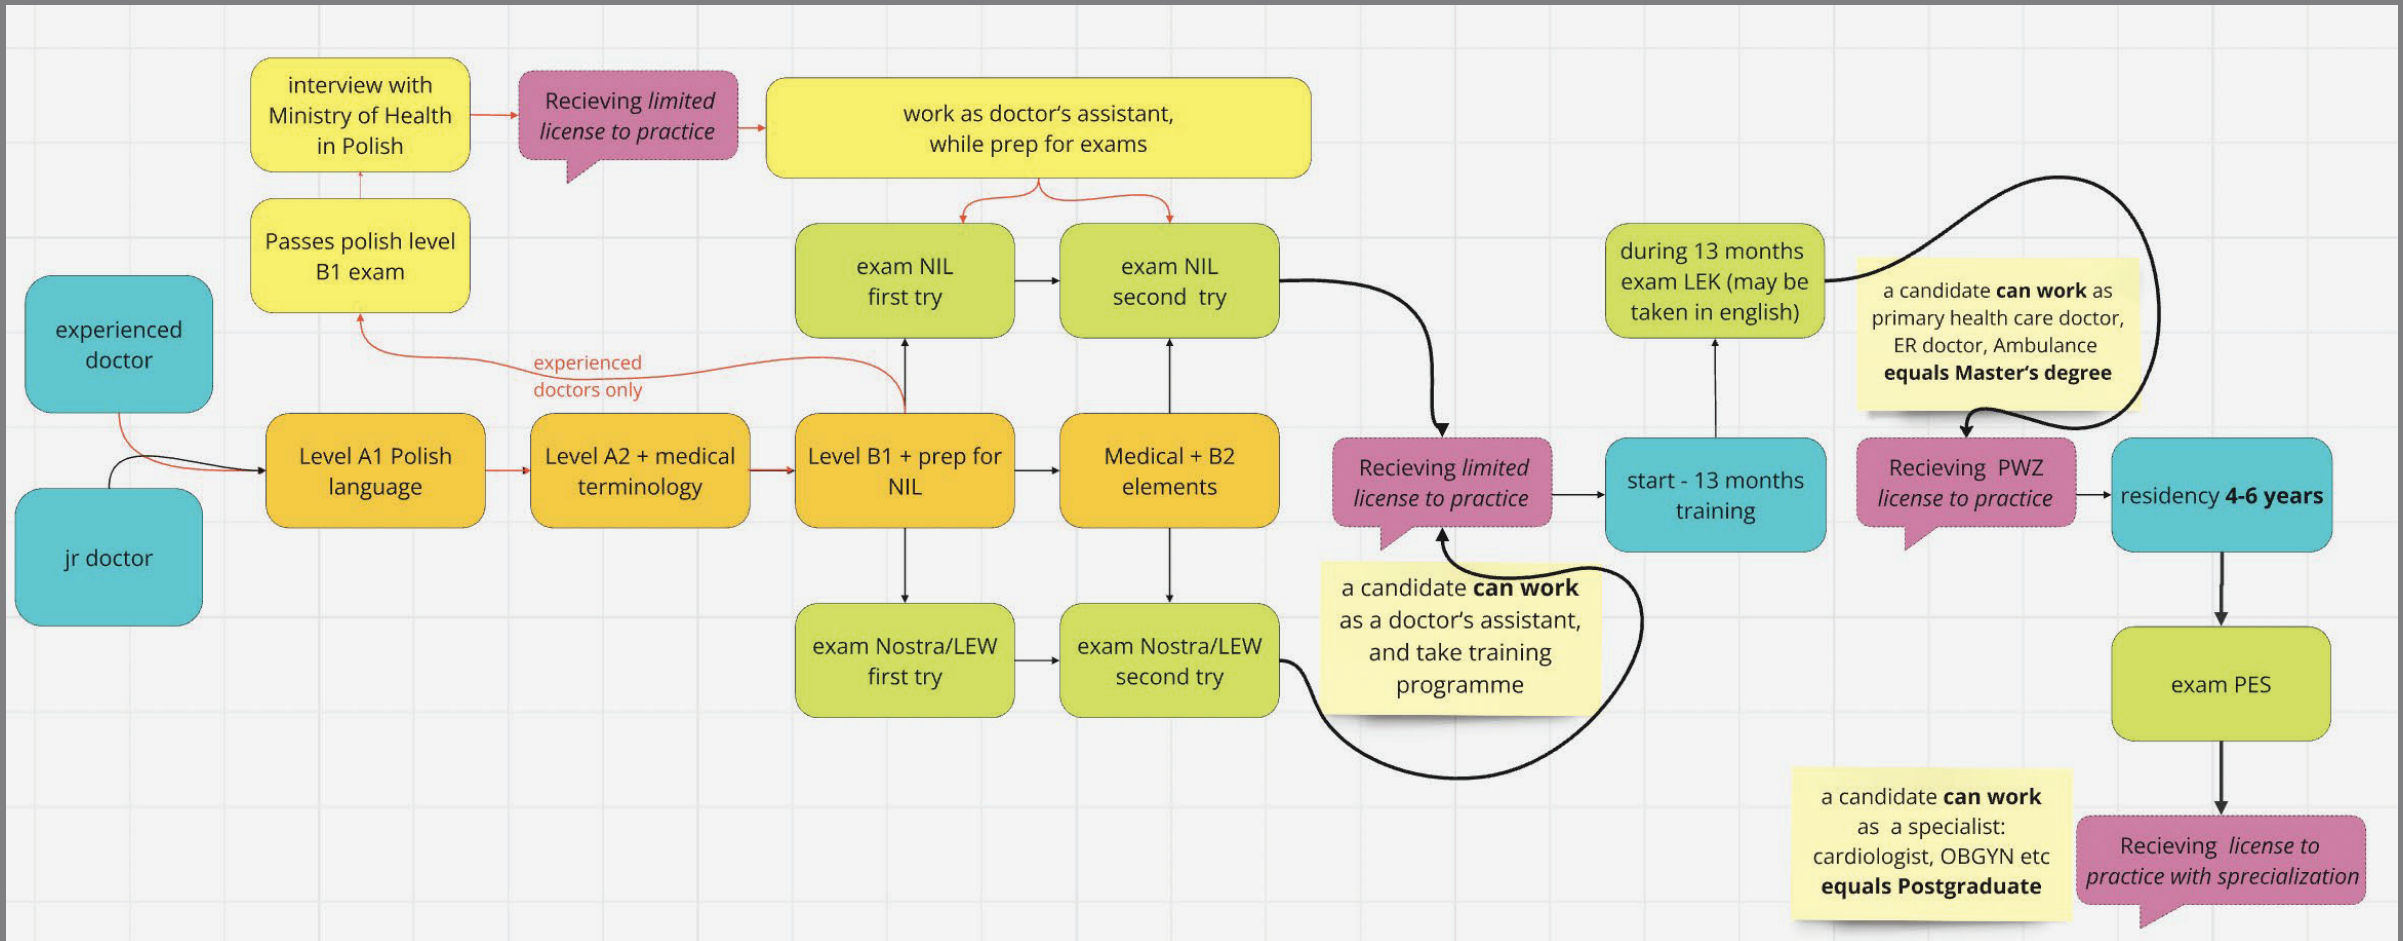 interview with
Ministry of Health
in Polish
Recieving limited
license to practice
work as doctor's assistant,
while prep for exams
Passes polish level
B1 exam
exam NIL
first try
exam NIL
second try
during 13 months
exam LEK (may be
taken in english)
a candidate can work as
primary health care doctor,
ER doctor, Ambulance
equals Master's degree
experienced
doctor
experienced
doctors only
Level A1 Polish
language
Level A2 + medical
terminology
Level B1 + prep for
NIL
Medical + B2
elements
Recieving limited
license to practice
start - 13 months
training
Recieving PWZ
license to practice
residency 4-6 years
jr doctor
exam Nostra/LEW
first try
exam Nostra/LEW
second try
a candidate can work
as a doctor's assistant,
and take training
programme
exam PES
a candidate can work
as a specialist:
cardiologist, OBGYN etc
equals Postgraduate
Recieving license to
practice with sprecialization